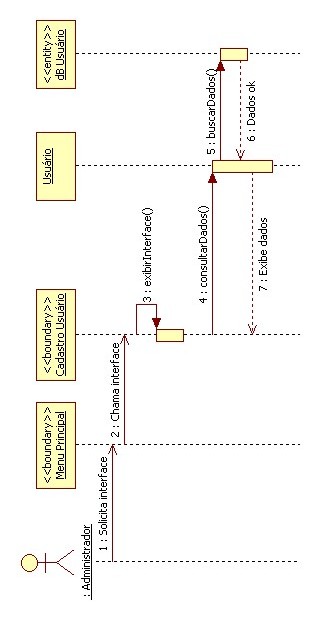 : Administrador
<<boundary>>
Menu Principal
<<boundary>>
Cadastro Usuário
Usuário
<<entity>>
dB Usuário
1 : Solicita interface
2 : Chama interface
3 : exibirInterface()
4 : consultarDados()
5 : buscarDados()
6 : Dados ok
7 : Exibe dados